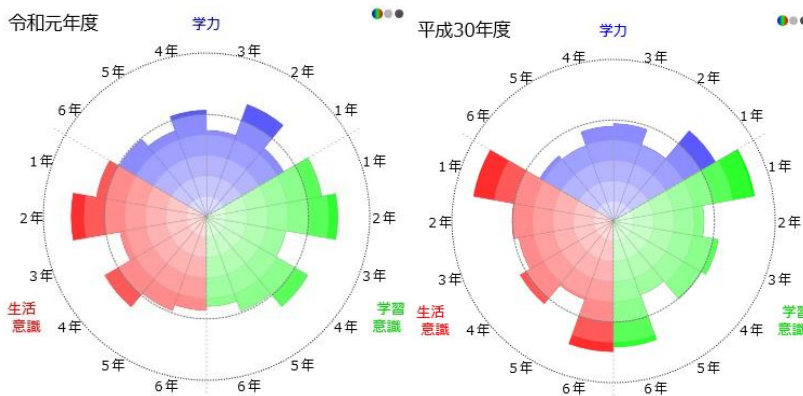 令和元年度
学力
1年
2年
3年
4年
5年
6年
1年
2年
3年
4年
5年
6年
6年
5年
4年
3年
2年
1年
生活
意識
学習
意識
平成30年度
学力
1年
2年
3年
4年
5年
6年
1年
2年
3年
4年
5年
6年
6年
5年
4年
3年
2年
1年
生活
意識
学習
意識